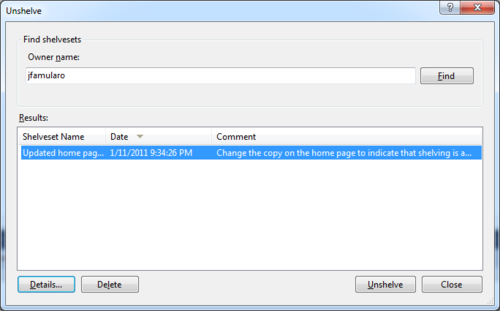 Unshelve
Find shelvesets
Owner name:
jfamularo
Find
Results:
Shelveset Name Date Comment
Updated home pag... 1/11/2011 9:34:26 PM Change the copy on the home page to indicate that shelving is a...
Details... Delete Unshelve Close